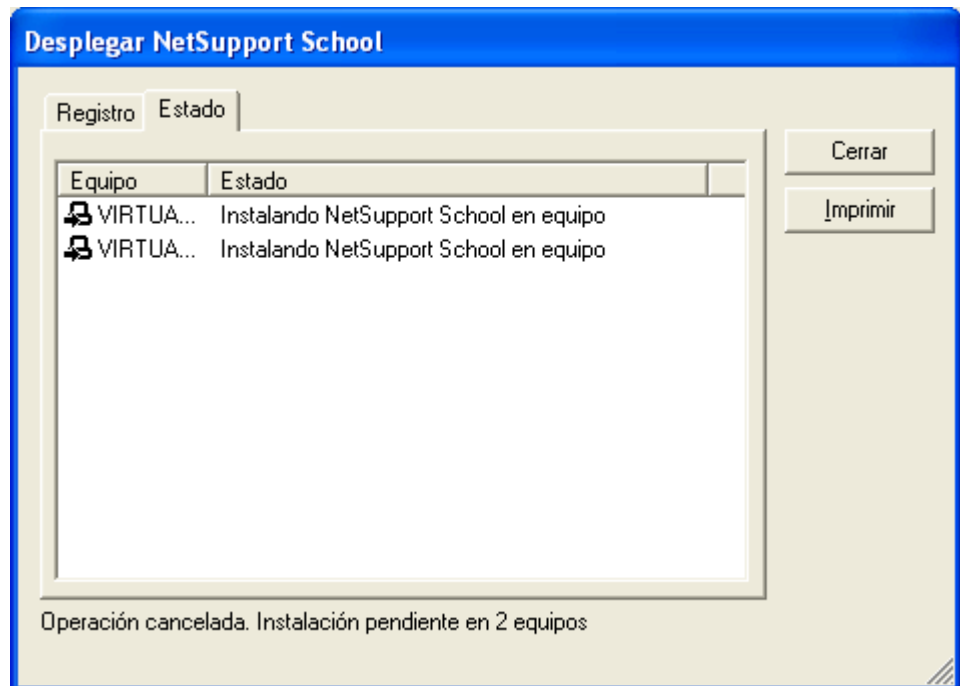 Desplegar NetSupport School
Registro Estado
Cerrar
Equipo Estado
Imprimir
VIRTUA... Instalando NetSupport School en equipo
VIRTUA... Instalando NetSupport School en equipo
Operación cancelada. Instalación pendiente en 2 equipos